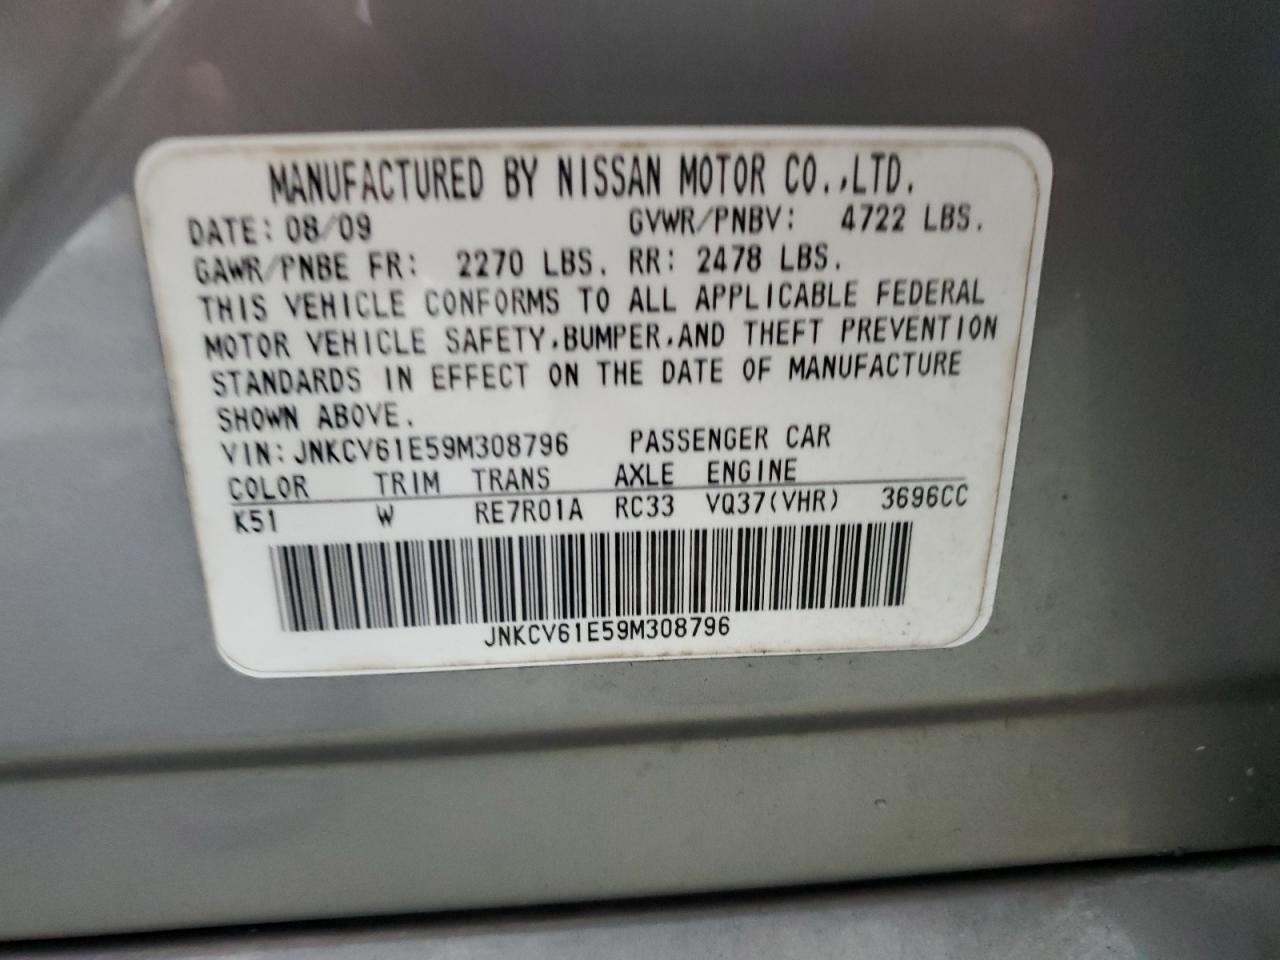 MANUFACTURED BY NISSAN MOTOR CO.,LTD.
DATE: 08/09 GVWR/PNBV: 4722 LBS.
GAWR/PNBE FR: 2270 LBS. RR: 2478 LBS.
THIS VEHICLE CONFORMS TO ALL APPLICABLE FEDERAL
MOTOR VEHICLE SAFETY,BUMPER,AND THEFT PREVENTION
STANDARDS IN EFFECT ON THE DATE OF MANUFACTURE
SHOWN ABOVE.
VIN: JNKCV61E59M308796 PASSENGER CAR
COLOR TRIM TRANS AXLE ENGINE
K51 W RE7R01A RC33 VQ37(VHR) 3696CC
JNKCV61E59M308796